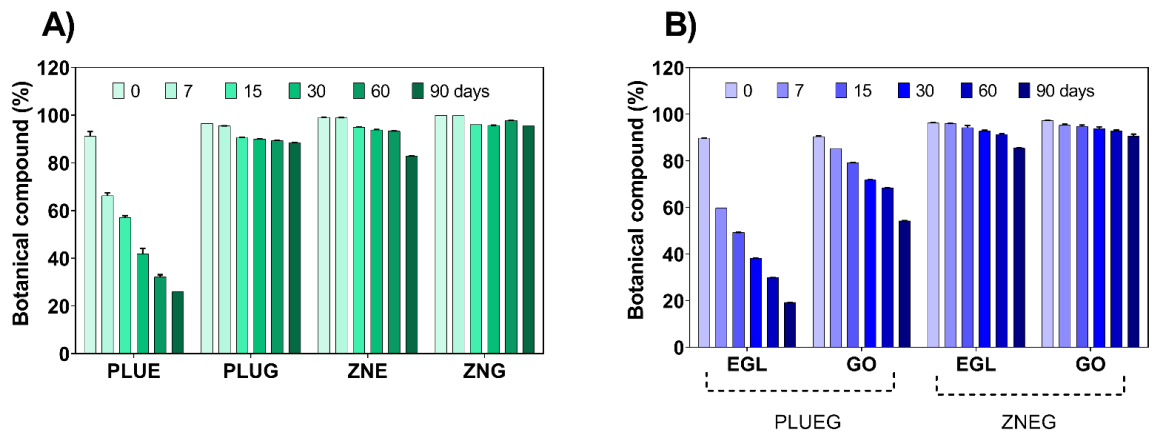 A)
Botanical compound (%)
120
100
80
60
40
20
0
0 7 15 30 60 90 days
PLUE PLUG ZNE ZNG
B)
Botanical compound (%)
120
100
80
60
40
20
0
0 7 15 30 60 90 days
EGL GO EGL GO
PLUEG ZNEG